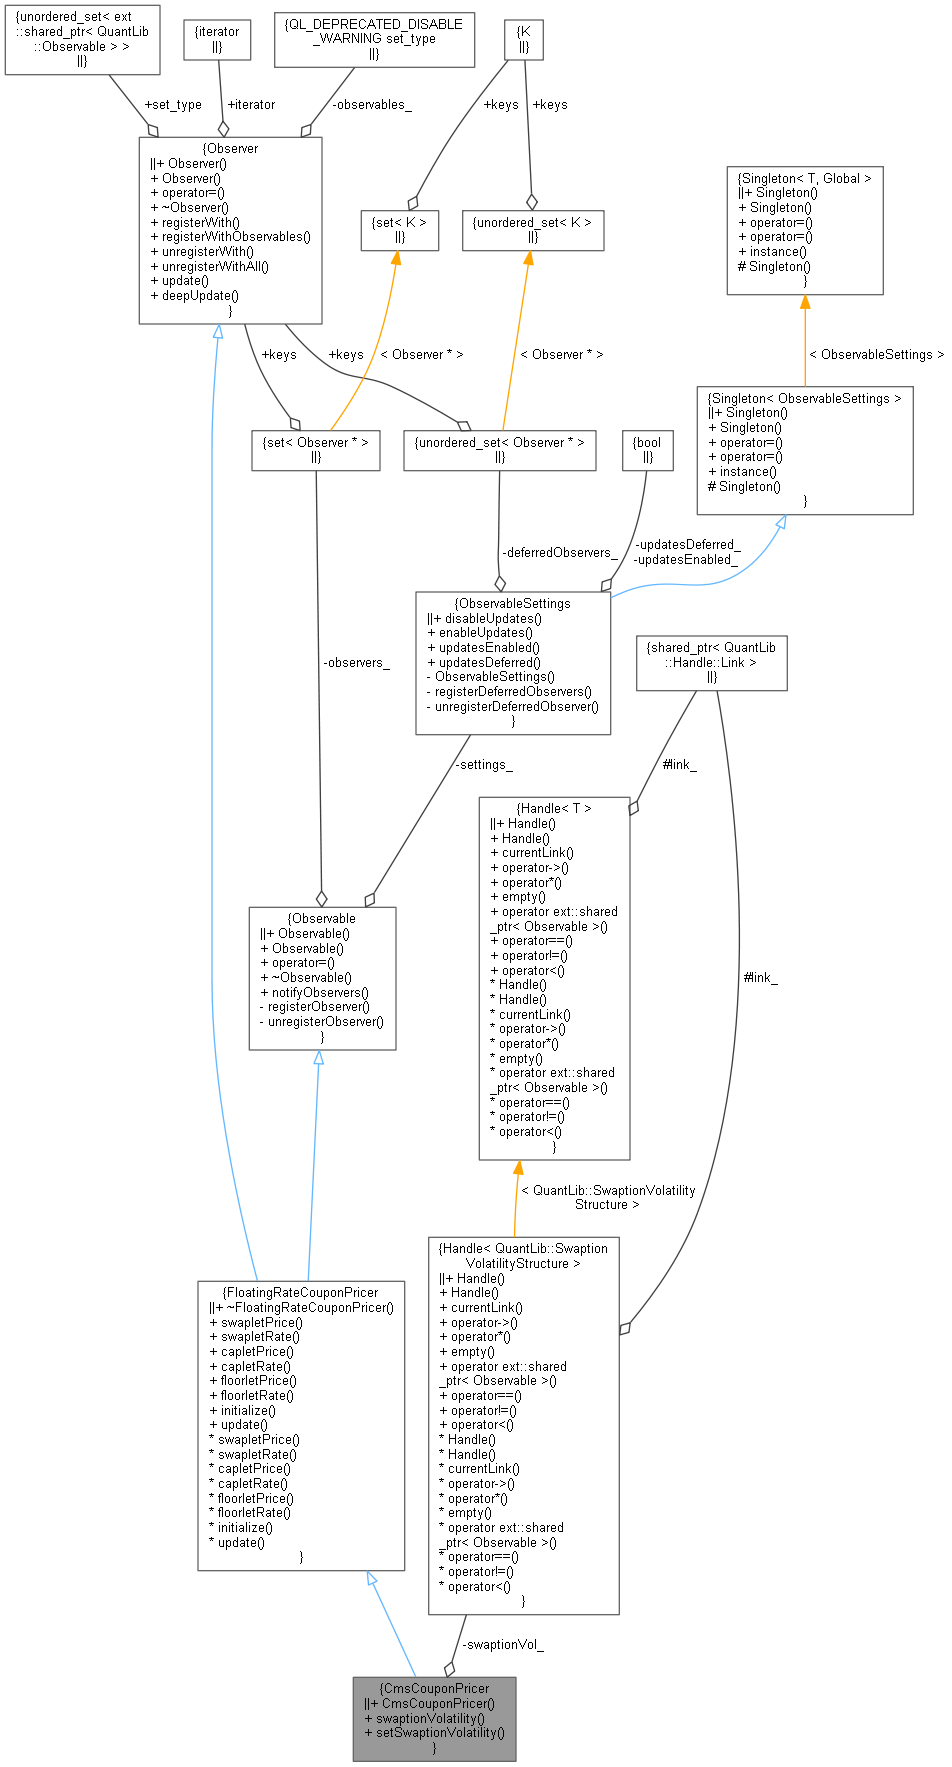 {unordered_set< ext
::shared_ptr< QuantLib
::Observable > >
||}
{iterator
||}
{QL_DEPRECATED_DISABLE
_WARNING set_type
||}
{K
||}
+set_type
+iterator
-observables_
+keys
+keys
{Observer
||+ Observer()
+ Observer()
+ operator=()
+ ~Observer()
+ registerWith()
+ registerWithObservables()
+ unregisterWith()
+ unregisterWithAll()
+ update()
+ deepUpdate()
}
{set< K >
||}
{unordered_set< K >
||}
{Singleton< T, Global >
||+ Singleton()
+ Singleton()
+ operator=()
+ operator=()
+ instance()
# Singleton()
}
+keys
+keys
< Observer * >
< Observer * >
< ObservableSettings >
{set< Observer * >
||}
{unordered_set< Observer * >
||}
{bool
||}
{Singleton< ObservableSettings >
||+ Singleton()
+ Singleton()
+ operator=()
+ operator=()
+ instance()
# Singleton()
}
-deferredObservers_
-updatesDeferred_
-updatesEnabled_
{ObservableSettings
||+ disableUpdates()
+ enableUpdates()
+ updatesEnabled()
+ updatesDeferred()
- ObservableSettings()
- registerDeferredObservers()
- unregisterDeferredObserver()
}
-observers_
{shared_ptr< QuantLib
::Handle::Link >
||}
-settings_
#link_
{Handle< T >
||+ Handle()
+ Handle()
+ currentLink()
+ operator->()
+ operator*()
+ empty()
+ operator ext::shared
_ptr< Observable >()
+ operator==()
+ operator!=()
+ operator<()
* Handle()
* Handle()
* currentLink()
* operator->()
* operator*()
* empty()
* operator ext::shared
_ptr< Observable >()
* operator==()
* operator!=()
* operator<()
}
{Observable
||+ Observable()
+ Observable()
+ operator=()
+ ~Observable()
+ notifyObservers()
- registerObserver()
- unregisterObserver()
}
#link_
< QuantLib::SwaptionVolatility
Structure >
{FloatingRateCouponPricer
||+ ~FloatingRateCouponPricer()
+ swapletPrice()
+ swapletRate()
+ capletPrice()
+ capletRate()
+ floorletPrice()
+ floorletRate()
+ initialize()
+ update()
* swapletPrice()
* swapletRate()
* capletPrice()
* capletRate()
* floorletPrice()
* floorletRate()
* initialize()
* update()
}
{Handle< QuantLib::Swaption
VolatilityStructure >
||+ Handle()
+ Handle()
+ currentLink()
+ operator->()
+ operator*()
+ empty()
+ operator ext::shared
_ptr< Observable >()
+ operator==()
+ operator!=()
+ operator<()
* Handle()
* Handle()
* currentLink()
* operator->()
* operator*()
* empty()
* operator ext::shared
_ptr< Observable >()
* operator==()
* operator!=()
* operator<()
}
-swaptionVol_
{CmsCouponPricer
||+ CmsCouponPricer()
+ swaptionVolatility()
+ setSwaptionVolatility()
}